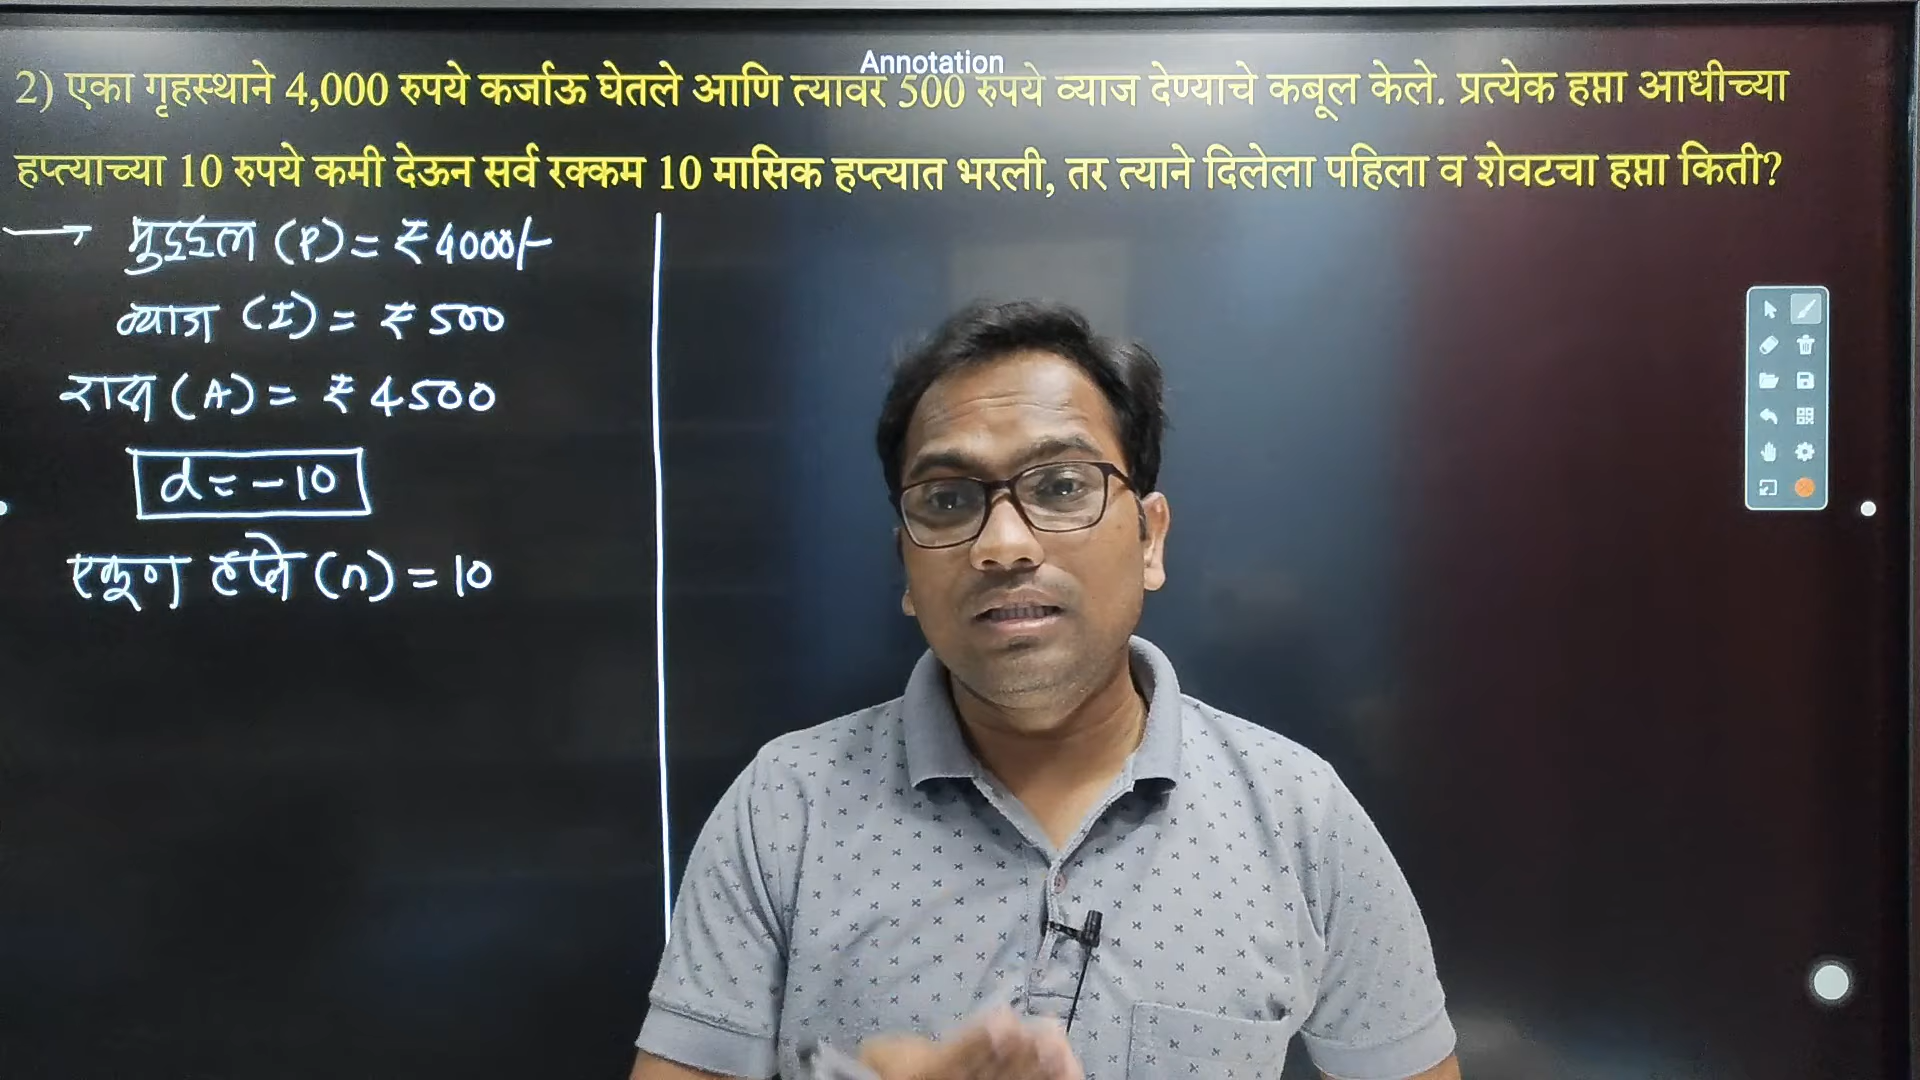 Annotation
2) एका गृहस्थाने 4,000 रुपये कर्जाऊ घेतले आणि त्यावर 500 रुपये व्याज देण्याचे कबूल केले. प्रत्येक हप्ता आधीच्या
हप्त्याच्या 10 रुपये कमी देऊन सर्व रक्कम 10 मासिक हप्त्यात भरली, तर त्याने दिलेला पहिला व शेवटचा हप्ता किती?
→ मुद्दल (P) = ₹ 4000/-
व्याज (I) = ₹ 500
राशी (A) = ₹ 4500
d = -10
एकूण हप्ते (n) = 10